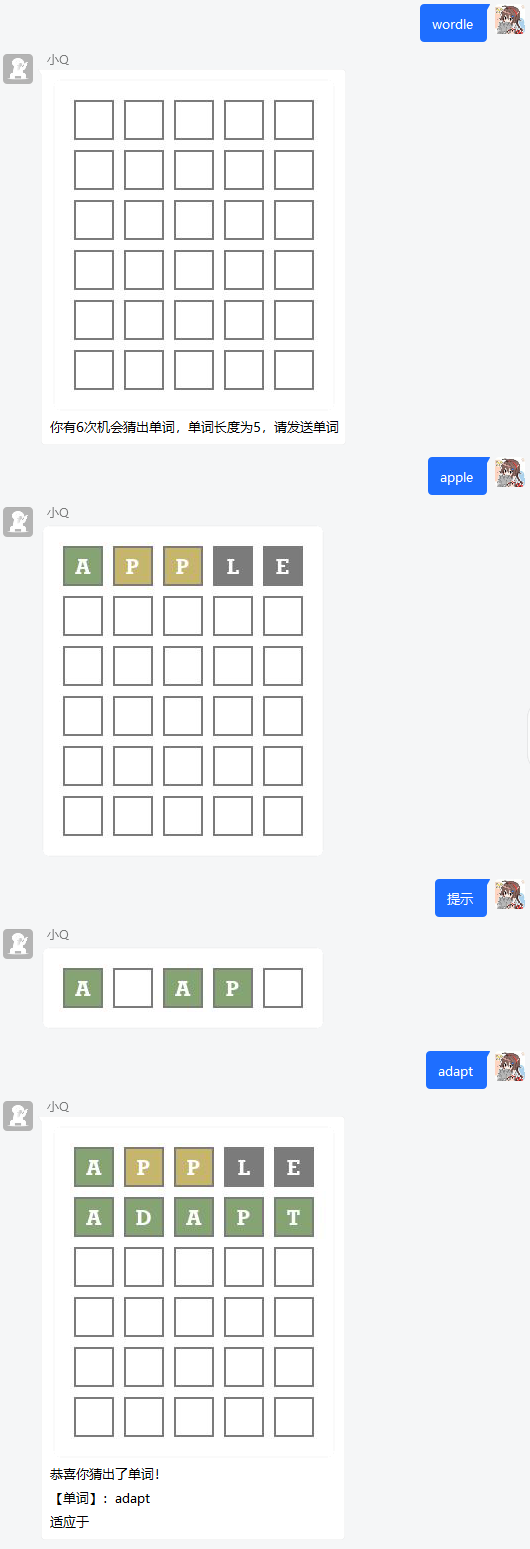 wordle
小Q
你有6次机会猜出单词，单词长度为5，请发送单词
apple
小Q
A P P L E
提示
小Q
A A P
adapt
小Q
A P P L E
A D A P T
恭喜你猜出了单词！
【单词】：adapt
适应于